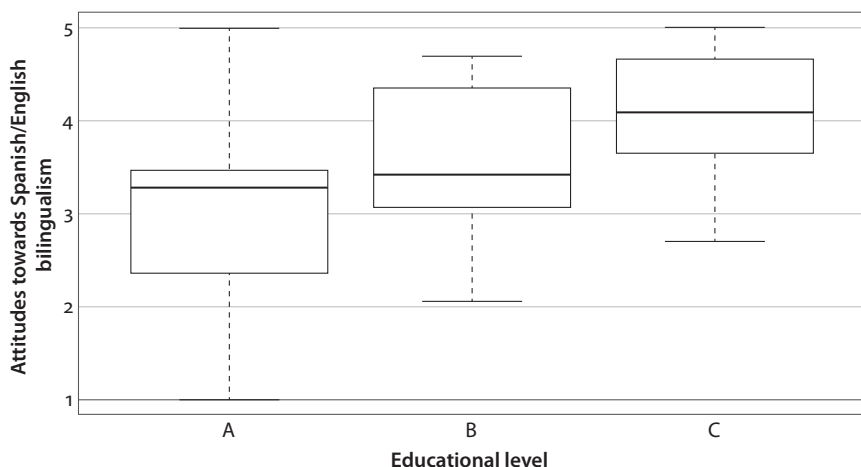 5
4
3
2
1
Attitudes towards Spanish/English
bilingualism
A B C
Educational level